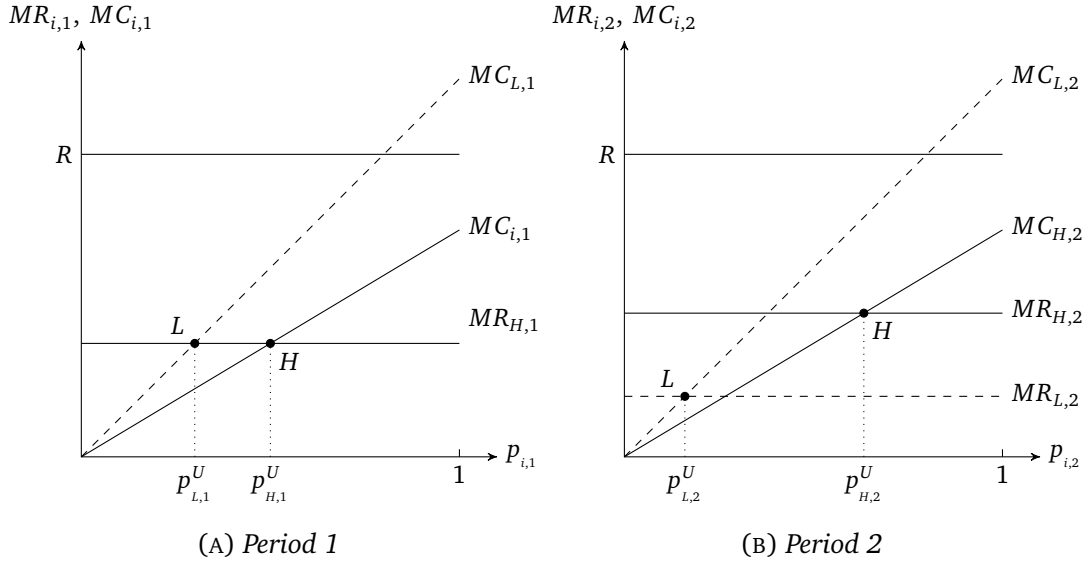 MR_{i,1}, MC_{i,1}
MC_{L,1}
R
MC_{i,1}
MR_{H,1}
L
H
p_{i,1}
p^U_{L,1} p^U_{H,1} 1
(A) Period 1
MR_{i,2}, MC_{i,2}
MC_{L,2}
R
MC_{H,2}
MR_{H,2}
H
L
MR_{L,2}
p_{i,2}
p^U_{L,2} p^U_{H,2} 1
(B) Period 2